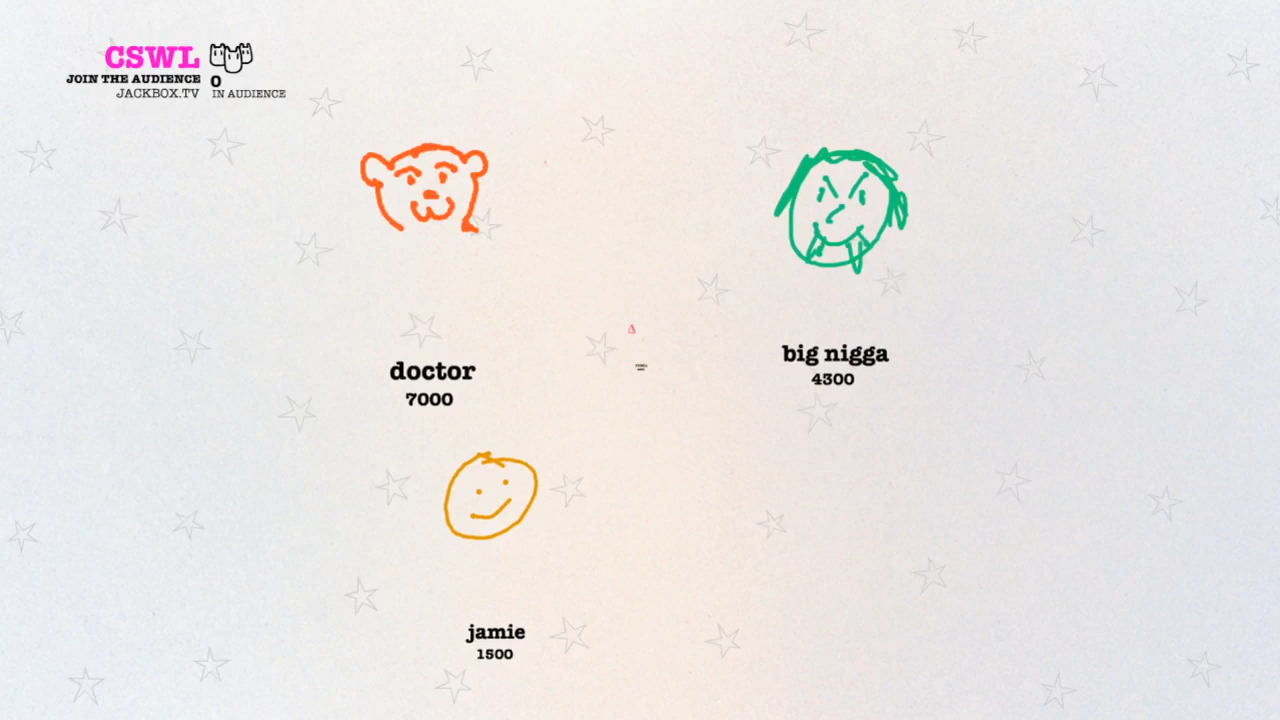 CSWL
JOIN THE AUDIENCE
JACKBOX.TV
0
IN AUDIENCE
doctor
7000
big nigga
4300
jamie
1500